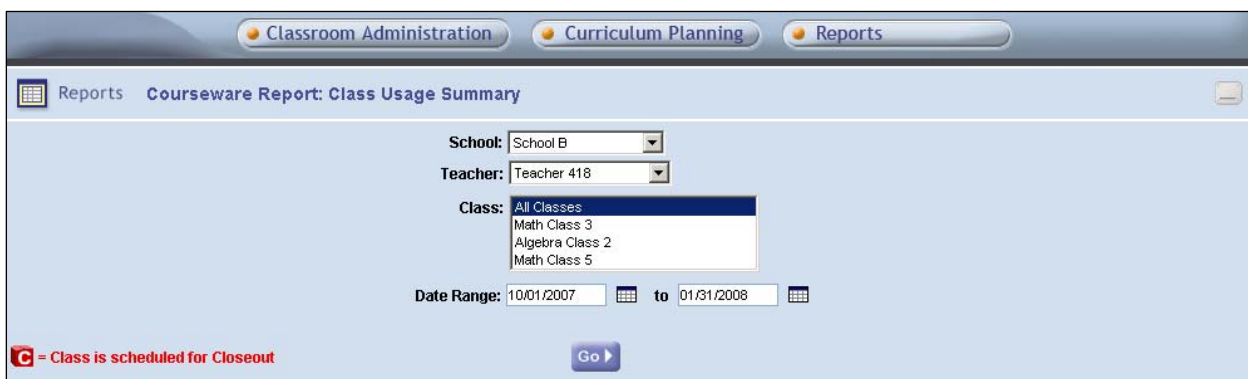 Classroom Administration Curriculum Planning Reports
Reports Courseware Report: Class Usage Summary
School: School B
Teacher: Teacher 418
Class: All Classes
Math Class 3
Algebra Class 2
Math Class 5
Date Range: 10/01/2007 to 01/31/2008
C = Class is scheduled for Closeout Go